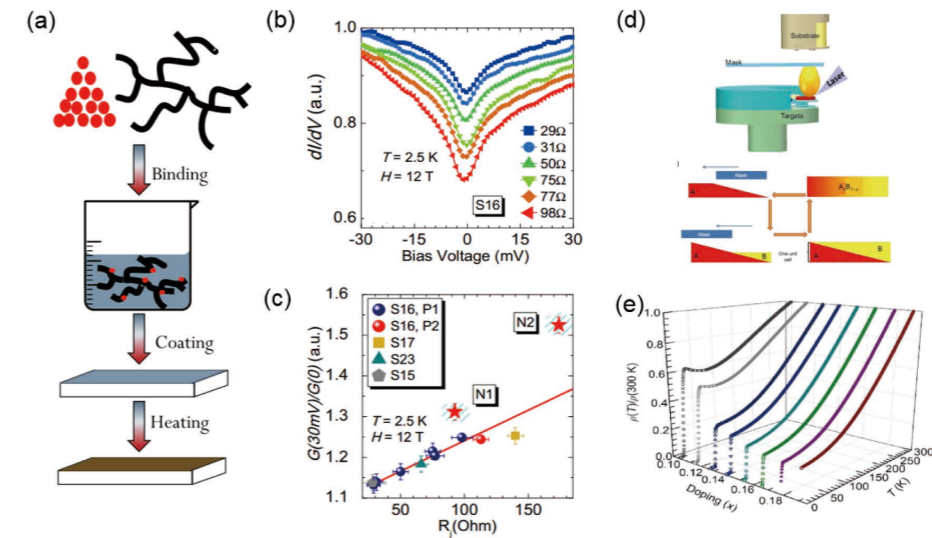 (a)
Binding
Coating
Heating
(b)
dI/dV (a.u.)
1.0
0.8
0.6
T = 2.5 K
H = 12 T
S16
29Ω
31Ω
50Ω
75Ω
77Ω
98Ω
-30
-15
0
15
30
Bias Voltage (mV)
(c)
G(30mV)/G(0) (a.u.)
1.6
1.5
1.4
1.3
1.2
1.1
S16, P1
S16, P2
S17
S23
S15
N2
N1
T = 2.5 K
H = 12 T
50
100
150
Rj(Ohm)
(d)
Substrate
Mask
Laser
Targets
)
Mask
A
Mask
A
B
One unit
cell
A
B
(e)
ρ(T)/ρ(300 K)
1.0
0.8
0.6
0.4
0.2
0.0
0.10
0.12
0.14
0.16
0.18
Doping (x)
0
50
100
150
200
250
300
T (K)